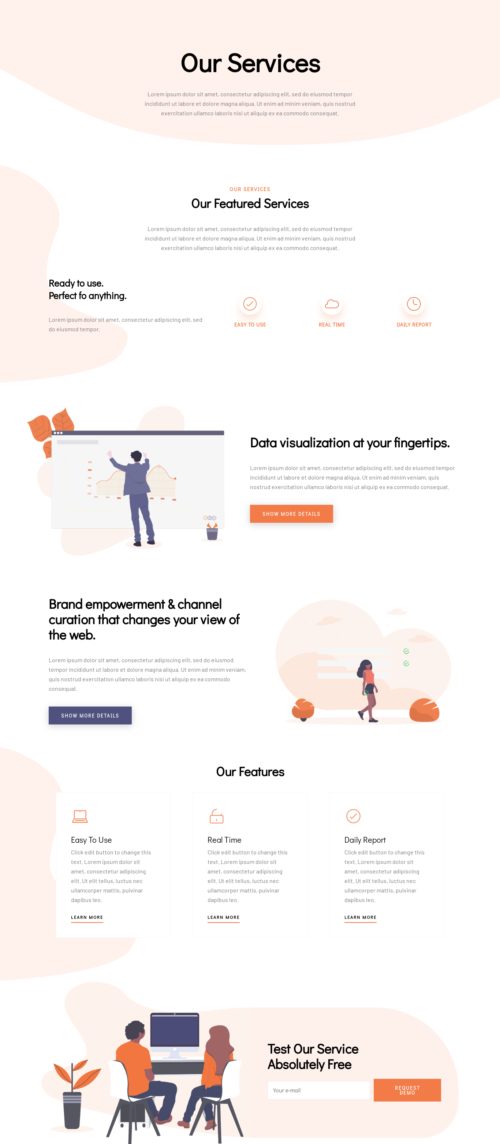 Our Services
Lorem ipsum dolor sit amet, consectetur adipiscing elit, sed do eiusmod tempor
incididunt ut labore et dolore magna aliqua. Ut enim ad minim veniam, quis nostrud
exercitation ullamco laboris nisi ut aliquip ex ea commodo consequat.
OUR SERVICES
Our Featured Services
Lorem ipsum dolor sit amet, consectetur adipiscing elit, sed do eiusmod tempor
incididunt ut labore et dolore magna aliqua. Ut enim ad minim veniam, quis nostrud
exercitation ullamco laboris nisi ut aliquip ex ea commodo consequat.
Ready to use.
Perfect fo anything.
Lorem ipsum dolor sit amet, consectetur adipiscing elit, sed
do eiusmod tempor.
EASY TO USE
REAL TIME
DAILY REPORT
Data visualization at your fingertips.
Lorem ipsum dolor sit amet, consectetur adipiscing elit, sed do eiusmod tempor
incididunt ut labore et dolore magna aliqua. Ut enim ad minim veniam, quis
nostrud exercitation ullamco laboris nisi ut aliquip ex ea commodo consequat.
SHOW MORE DETAILS
Brand empowerment & channel
curation that changes your view of
the web.
Lorem ipsum dolor sit amet, consectetur adipiscing elit, sed do eiusmod
tempor incididunt ut labore et dolore magna aliqua. Ut enim ad minim veniam,
quis nostrud exercitation ullamco laboris nisi ut aliquip ex ea commodo
consequat.
SHOW MORE DETAILS
Our Features
Easy To Use
Click edit button to change this
text. Lorem ipsum dolor sit
amet, consectetur adipiscing
elit. Ut elit tellus, luctus nec
ullamcorper mattis, pulvinar
dapibus leo.
LEARN MORE
Real Time
Click edit button to change this
text. Lorem ipsum dolor sit
amet, consectetur adipiscing
elit. Ut elit tellus, luctus nec
ullamcorper mattis, pulvinar
dapibus leo.
LEARN MORE
Daily Report
Click edit button to change this
text. Lorem ipsum dolor sit
amet, consectetur adipiscing
elit. Ut elit tellus, luctus nec
ullamcorper mattis, pulvinar
dapibus leo.
LEARN MORE
Test Our Service
Absolutely Free
Your e-mail
REQUEST
DEMO